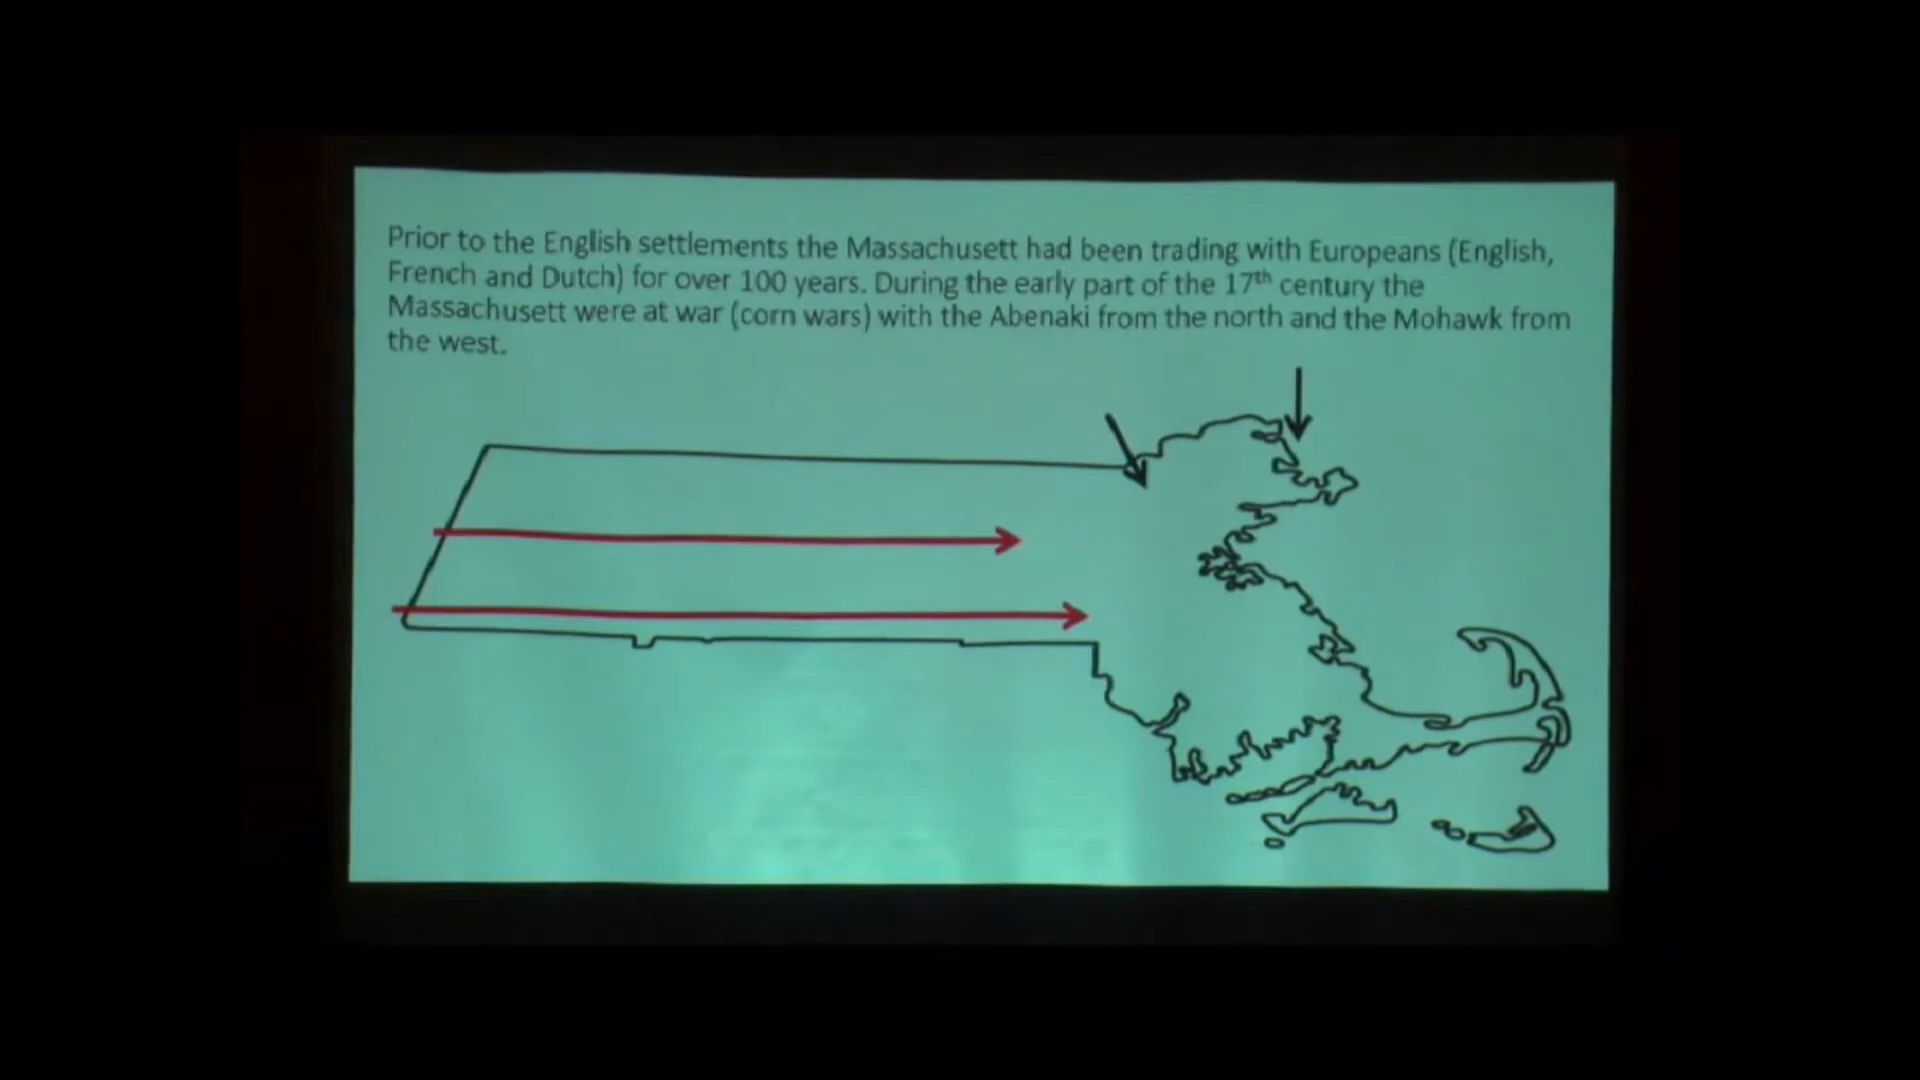 Prior to the English settlements the Massachusett had been trading with Europeans (English,
French and Dutch) for over 100 years. During the early part of the 17th century the
Massachusett were at war (corn wars) with the Abenaki from the north and the Mohawk from
the west.